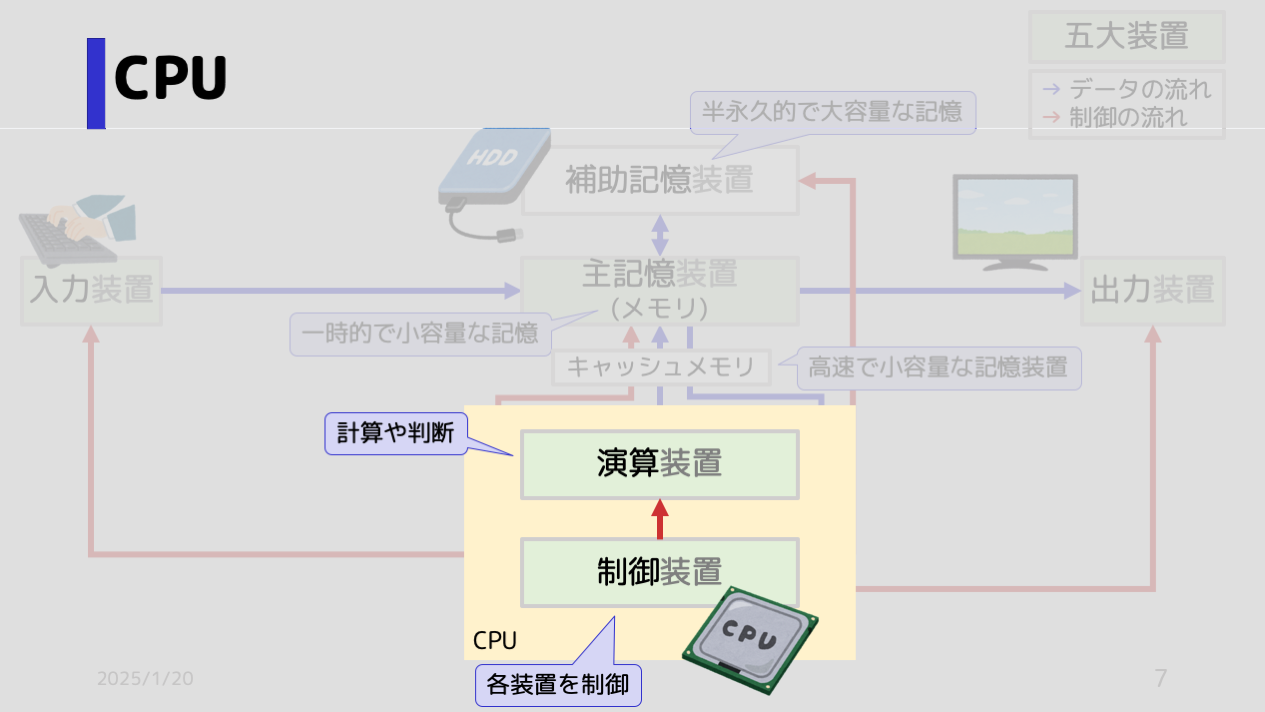 CPU
五大装置
→ データの流れ
→ 制御の流れ
半永久的で大容量な記憶
HDD
補助記憶装置
入力装置
主記憶装置
(メモリ)
出力装置
一時的で小容量な記憶
キャッシュメモリ
高速で小容量な記憶装置
計算や判断
演算装置
制御装置
CPU
CPU
各装置を制御
2025/1/20
7